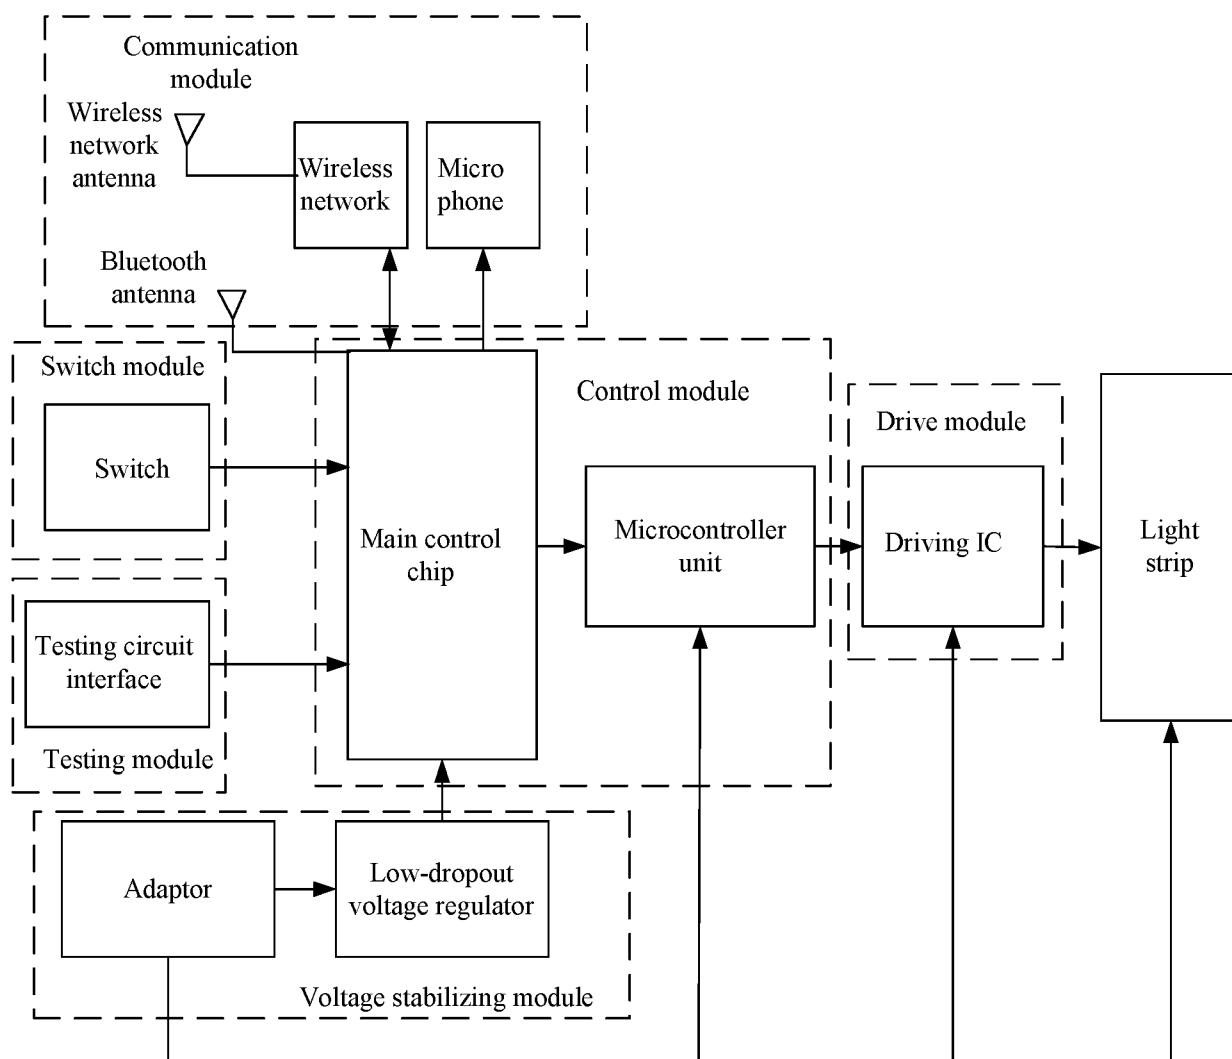 Communication
module
Wireless
network
antenna
Wireless
network
Micro
phone
Bluetooth
antenna
Switch module
Switch
Control module
Main control
chip
Microcontroller
unit
Drive module
Driving IC
Light
strip
Testing circuit
interface
Testing module
Adaptor
Low-dropout
voltage regulator
Voltage stabilizing module